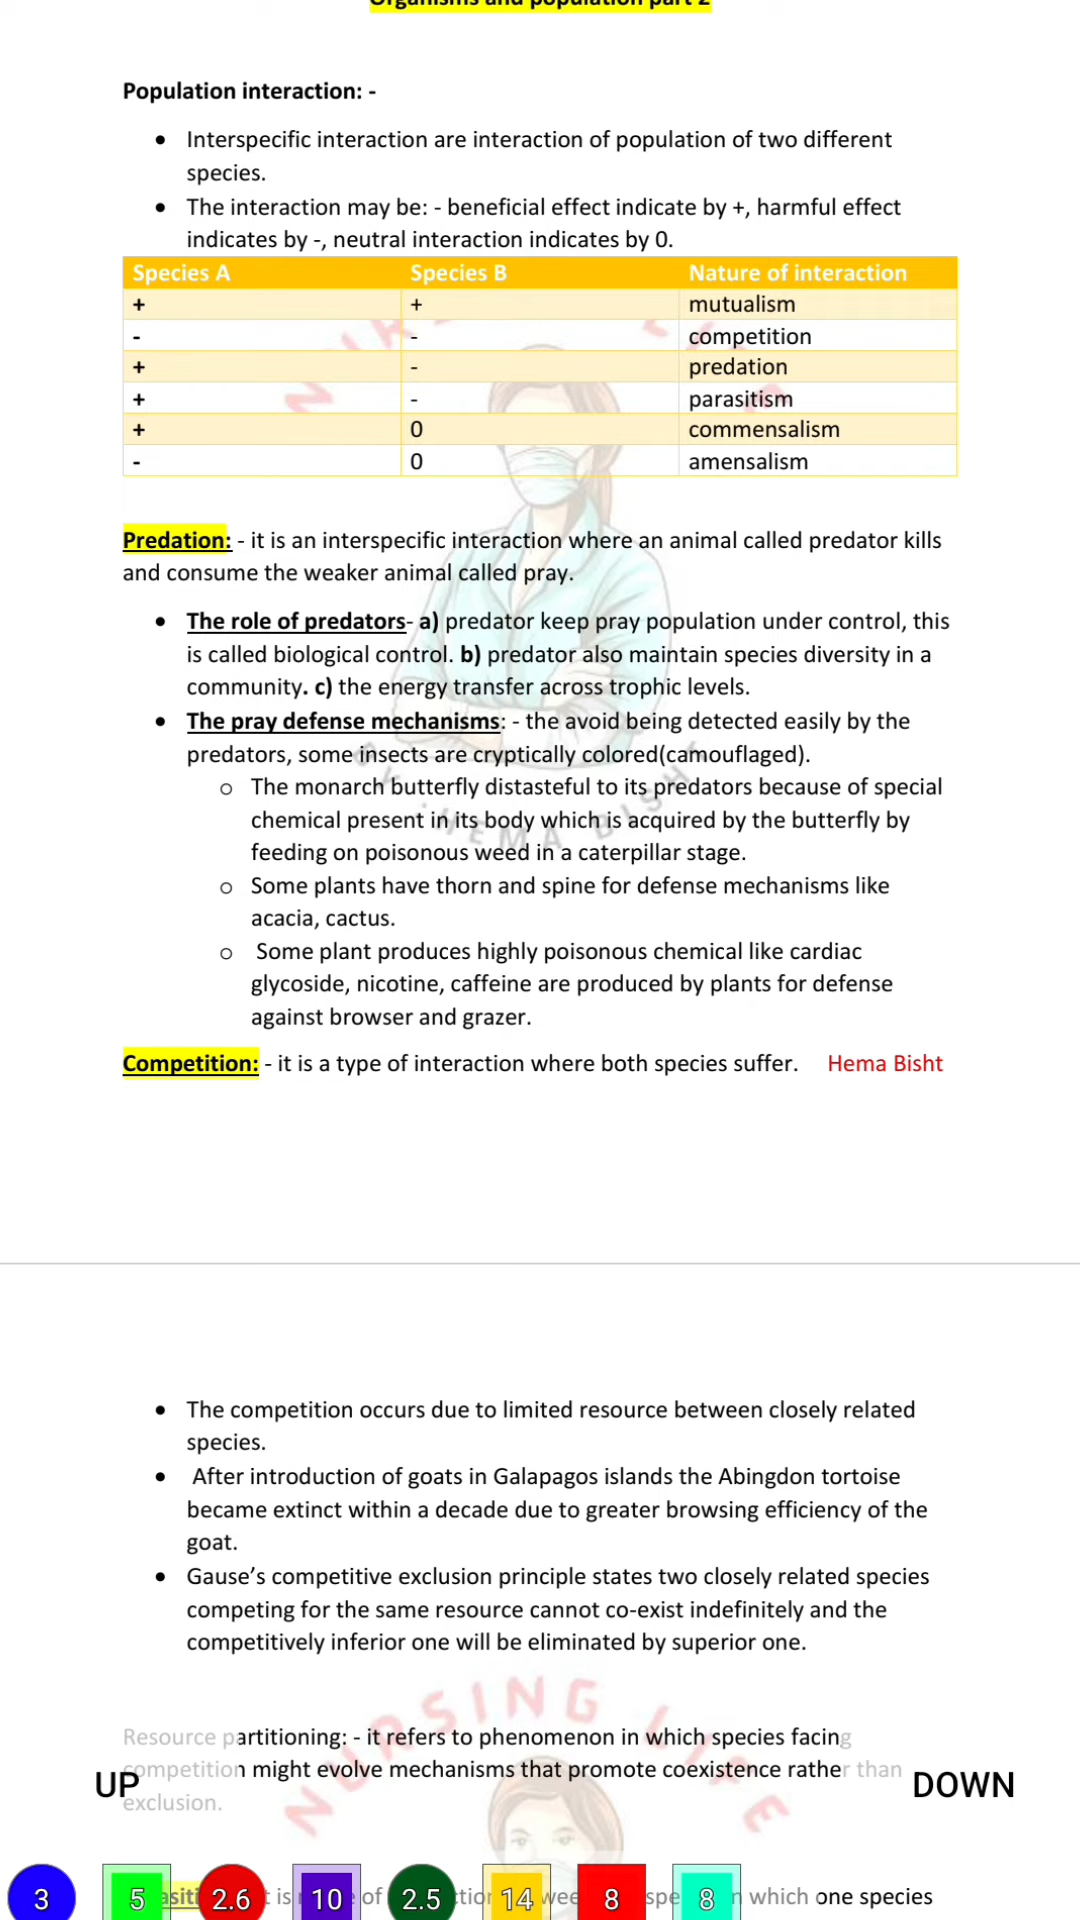 Organisms and population part 2
Population interaction: -
• Interspecific interaction are interaction of population of two different
species.
• The interaction may be: - beneficial effect indicate by +, harmful effect
indicates by -, neutral interaction indicates by 0.
Species A Species B Nature of interaction
+ + mutualism
- - competition
+ - predation
+ - parasitism
+ 0 commensalism
- 0 amensalism
Predation: - it is an interspecific interaction where an animal called predator kills
and consume the weaker animal called pray.
• The role of predators- a) predator keep pray population under control, this
is called biological control. b) predator also maintain species diversity in a
community. c) the energy transfer across trophic levels.
• The pray defense mechanisms: - the avoid being detected easily by the
predators, some insects are cryptically colored(camouflaged).
o The monarch butterfly distasteful to its predators because of special
chemical present in its body which is acquired by the butterfly by
feeding on poisonous weed in a caterpillar stage.
o Some plants have thorn and spine for defense mechanisms like
acacia, cactus.
o Some plant produces highly poisonous chemical like cardiac
glycoside, nicotine, caffeine are produced by plants for defense
against browser and grazer.
Competition: - it is a type of interaction where both species suffer. Hema Bisht
BY :HEMA BISHT
• The competition occurs due to limited resource between closely related
species.
• After introduction of goats in Galapagos islands the Abingdon tortoise
became extinct within a decade due to greater browsing efficiency of the
goat.
• Gause's competitive exclusion principle states two closely related species
competing for the same resource cannot co-exist indefinitely and the
competitively inferior one will be eliminated by superior one.
NURSING LIFE
Resource partitioning: - it refers to phenomenon in which species facing
competition might evolve mechanisms that promote coexistence rather than
exclusion.
UP DOWN
3 5 2.6 10 2.5 14 8 8
which one species